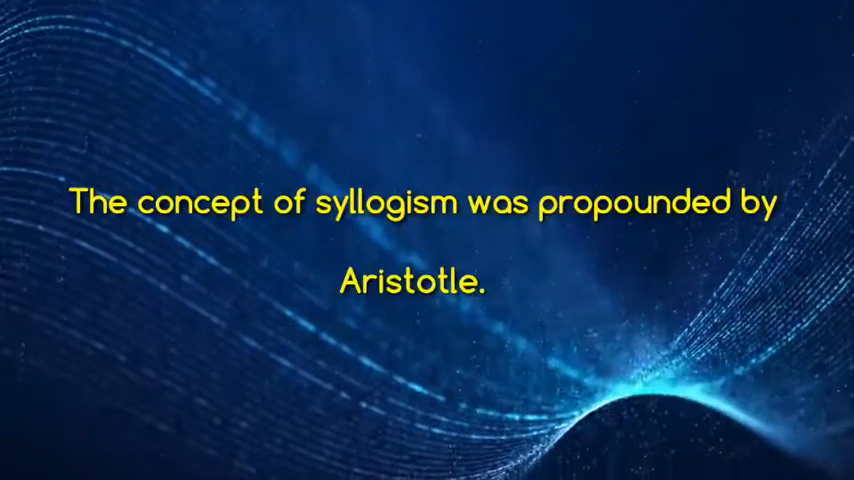 The concept of syllogism was propounded by
Aristotle.